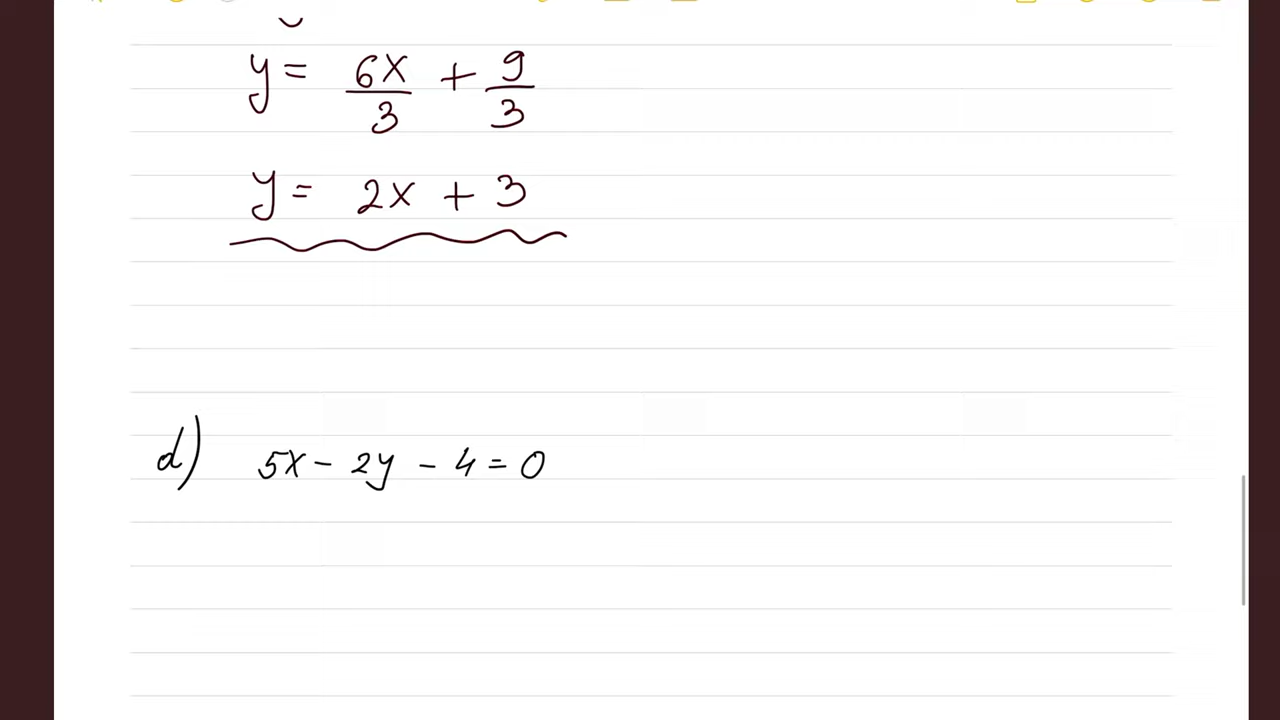 y = 6x/3 + 9/3
y = 2x + 3
d) 5x - 2y - 4 = 0